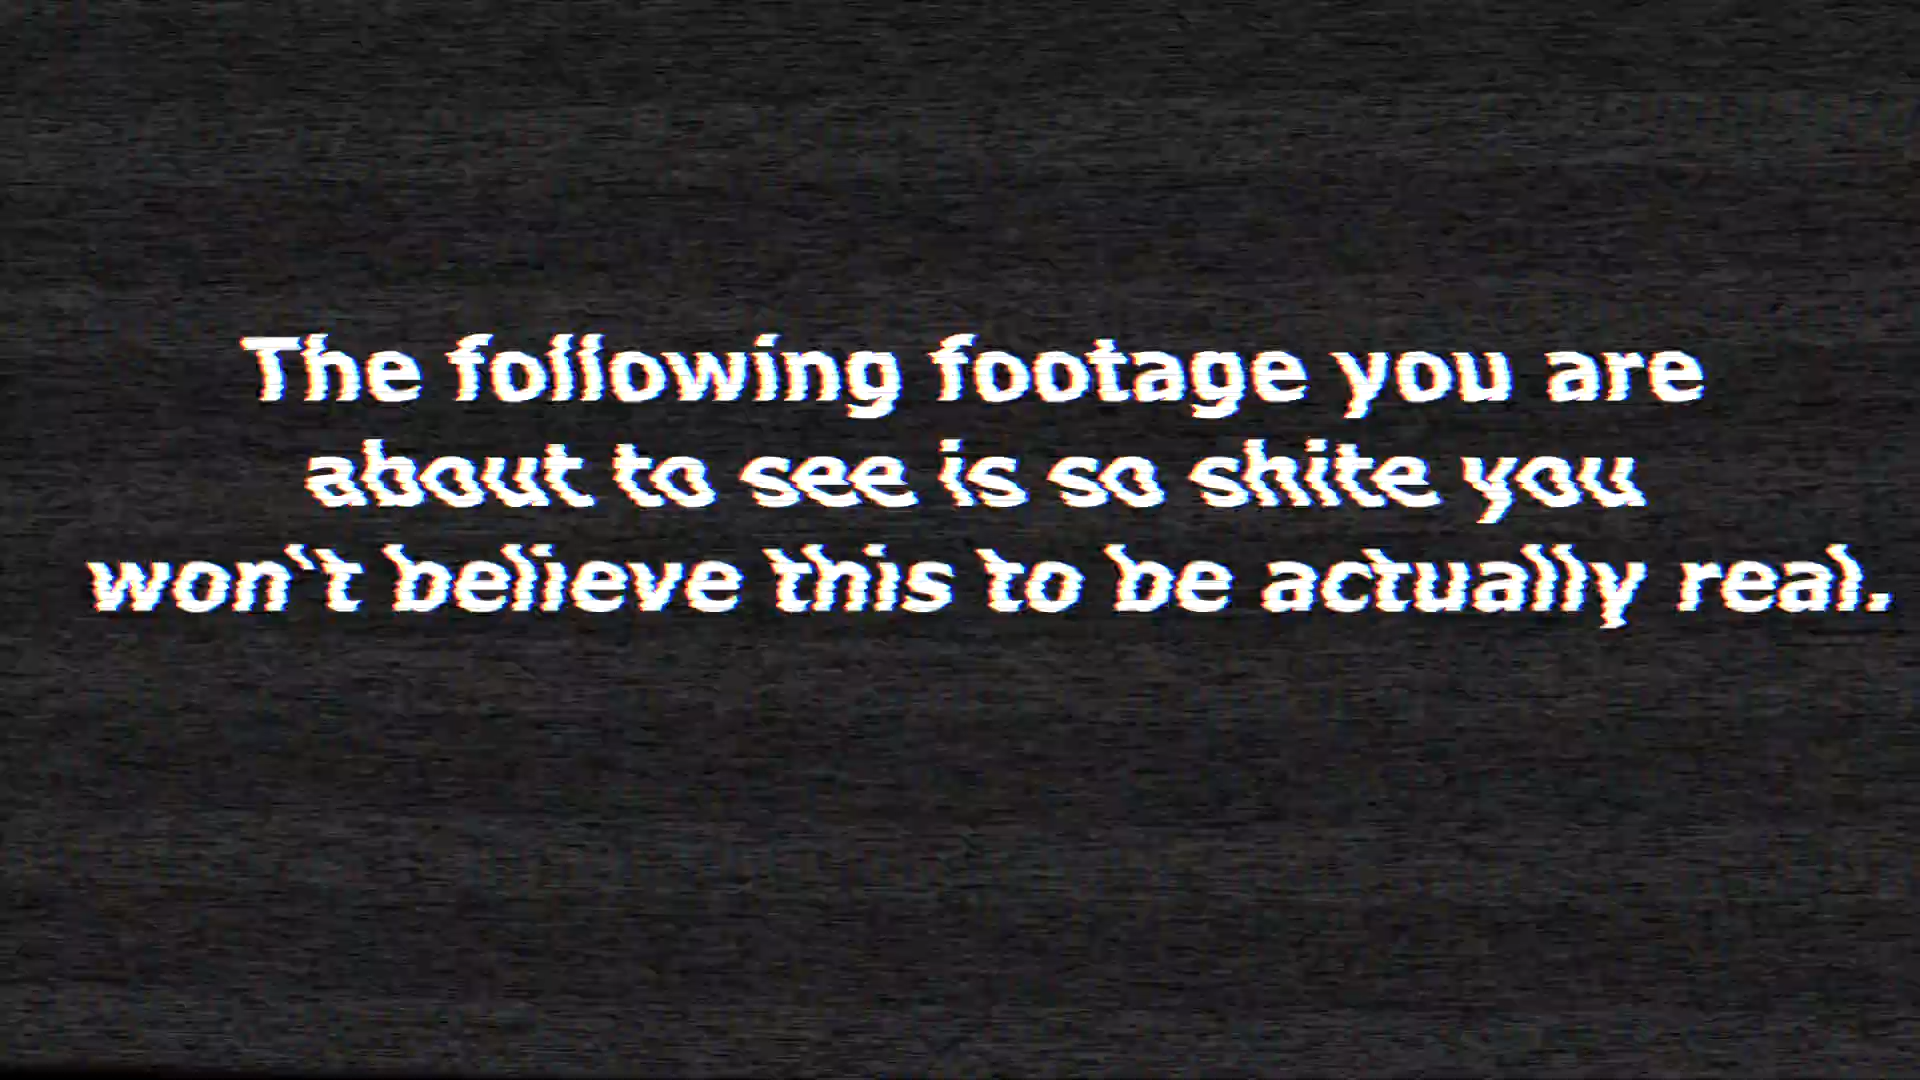 The following footage you are
about to see is so shite you
won't believe this to be actually real.